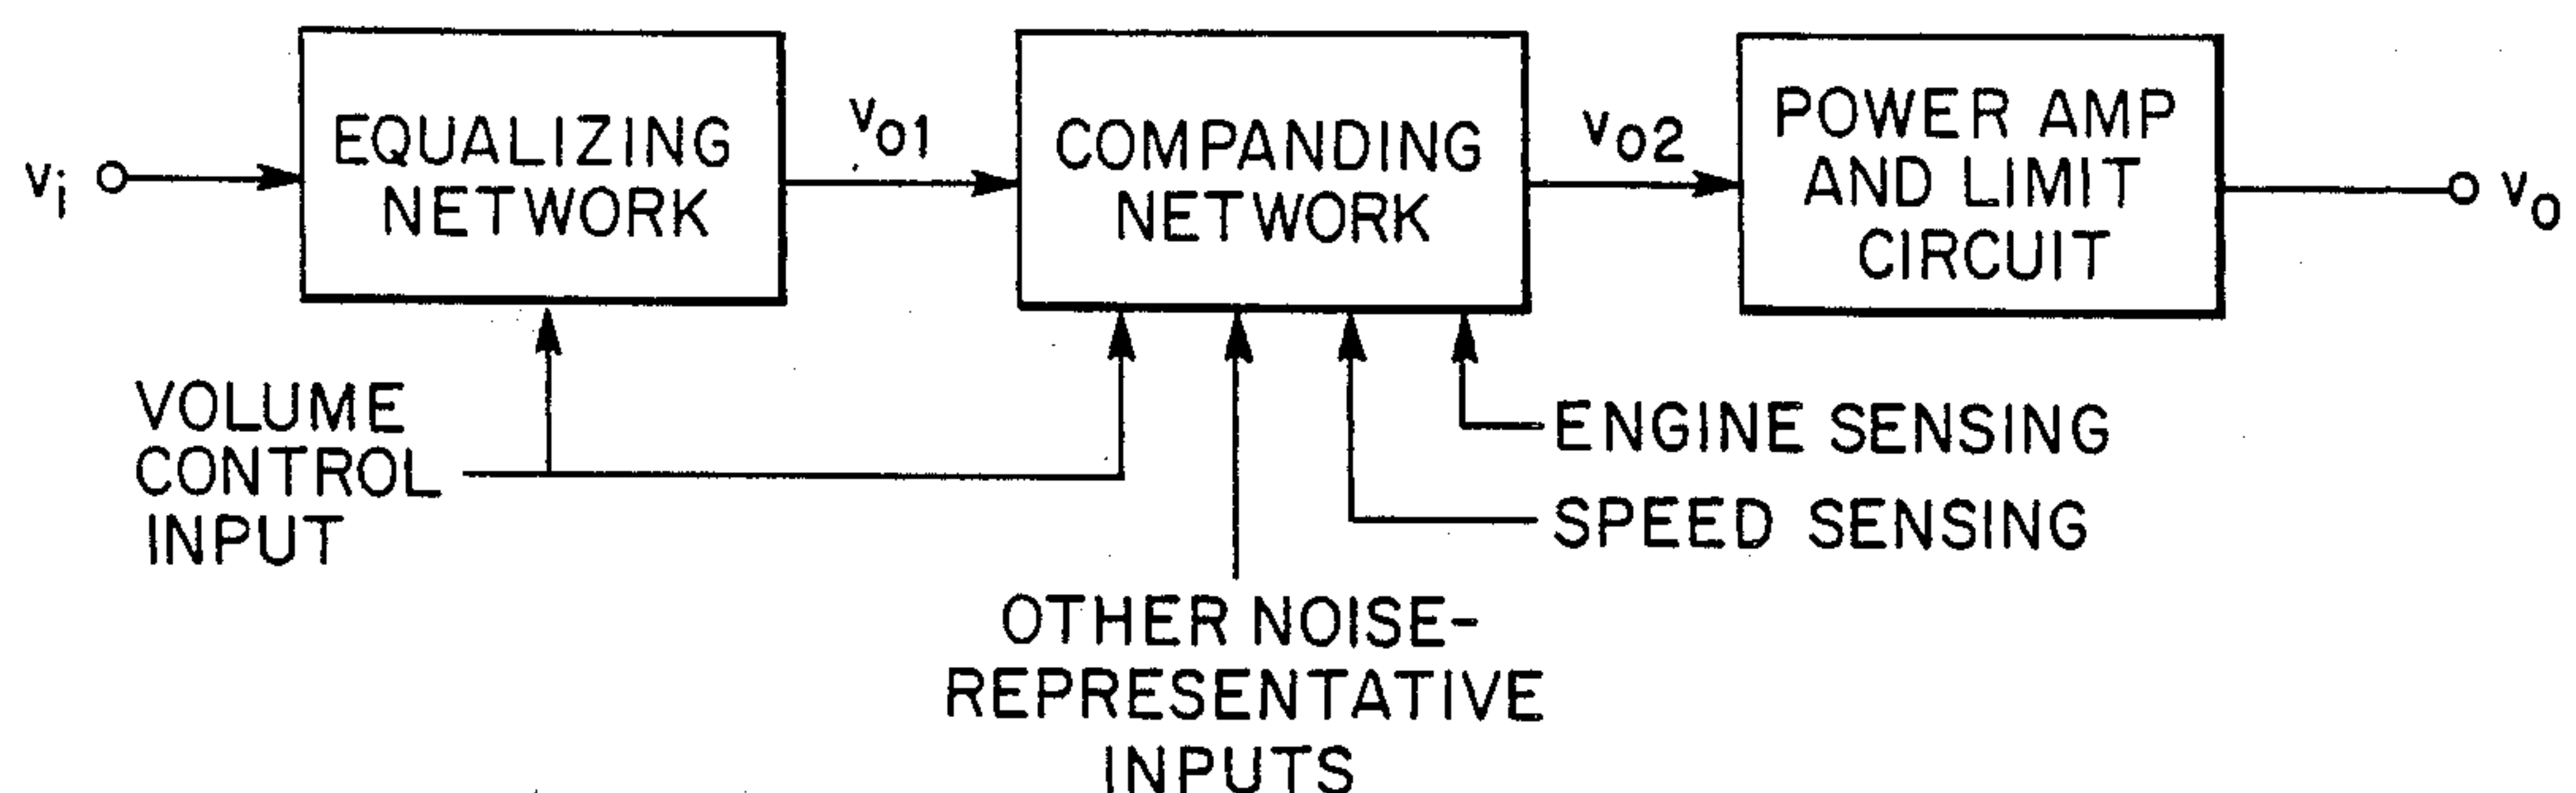 vi
EQUALIZING
NETWORK
vo1
COMPANDING
NETWORK
vo2
POWER AMP
AND LIMIT
CIRCUIT
vo
VOLUME
CONTROL
INPUT
ENGINE SENSING
SPEED SENSING
OTHER NOISE-
REPRESENTATIVE
INPUTS